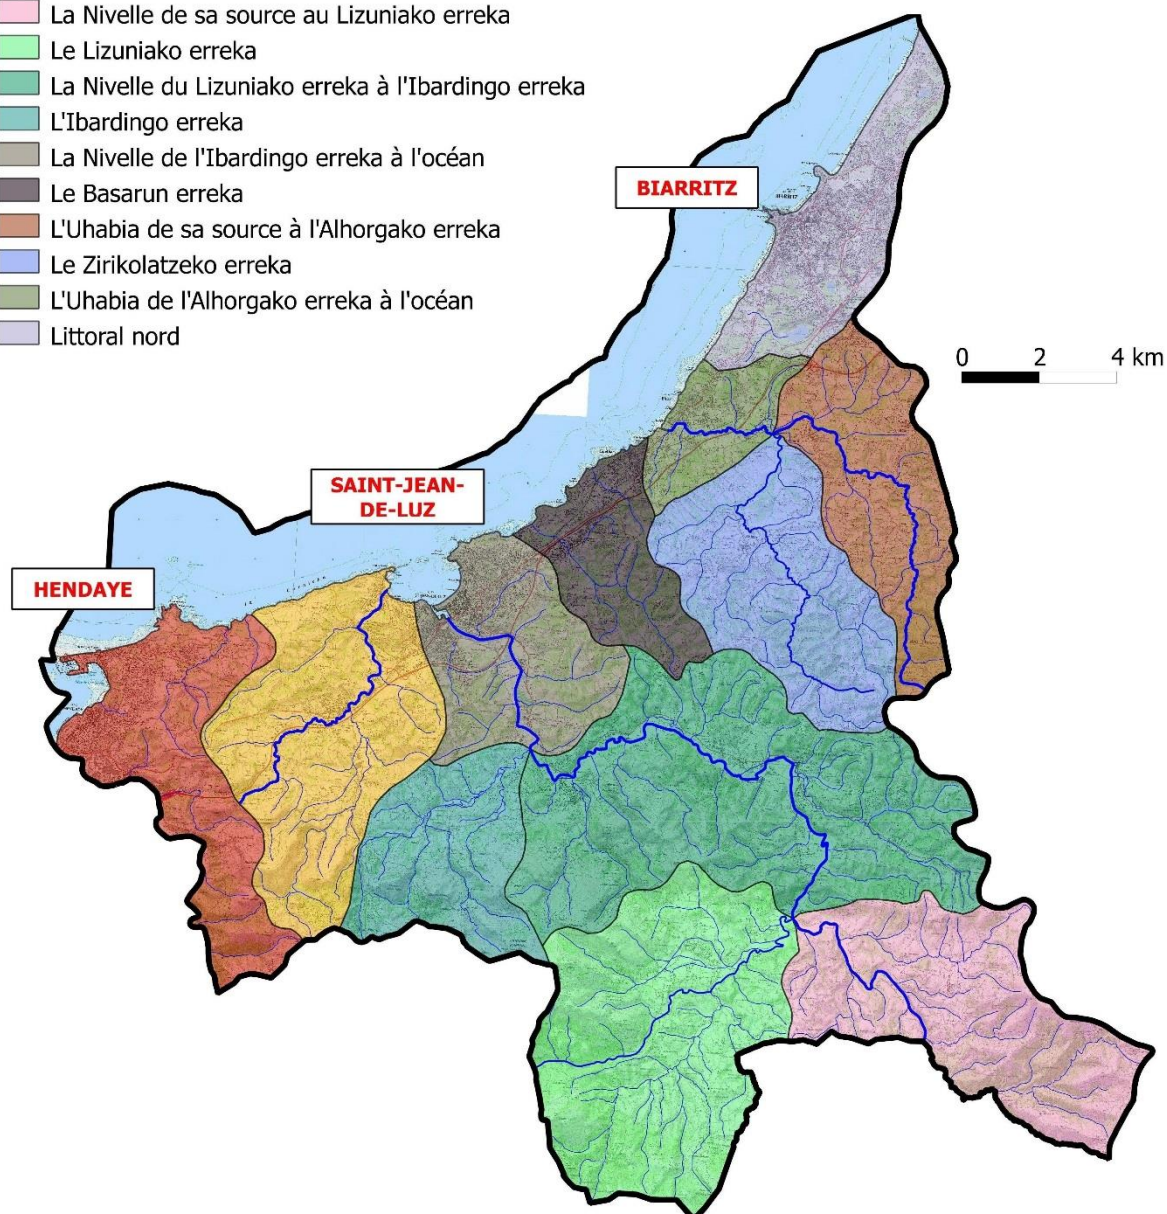 La Nivelle de sa source au Lizuniako erreka
Le Lizuniako erreka
La Nivelle du Lizuniako erreka à l'Ibardingo erreka
L'Ibardingo erreka
La Nivelle de l'Ibardingo erreka à l'océan
Le Basarun erreka
L'Uhabia de sa source à l'Alhorgako erreka
Le Zirikolatzeko erreka
L'Uhabia de l'Alhorgako erreka à l'océan
Littoral nord
BIARRITZ
0 2 4 km
SAINT-JEAN-
DE-LUZ
HENDAYE